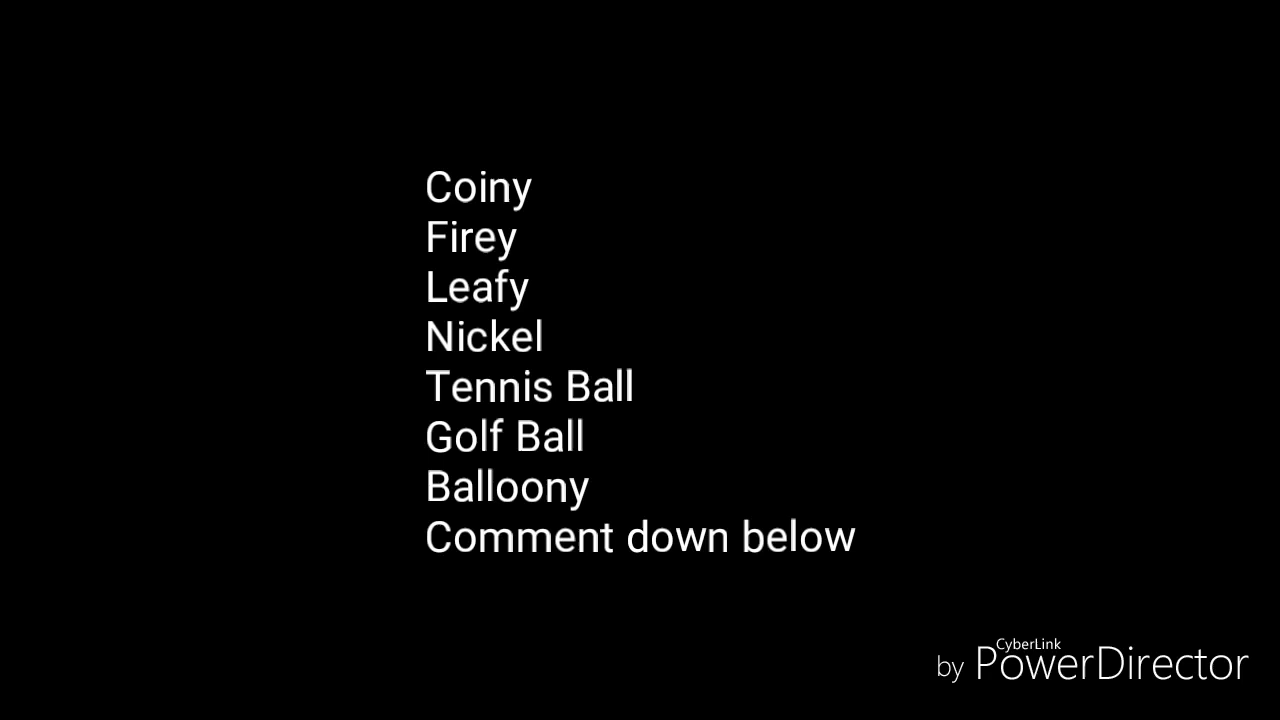 Coiny
Firey
Leafy
Nickel
Tennis Ball
Golf Ball
Balloony
Comment down below
CyberLink
by PowerDirector